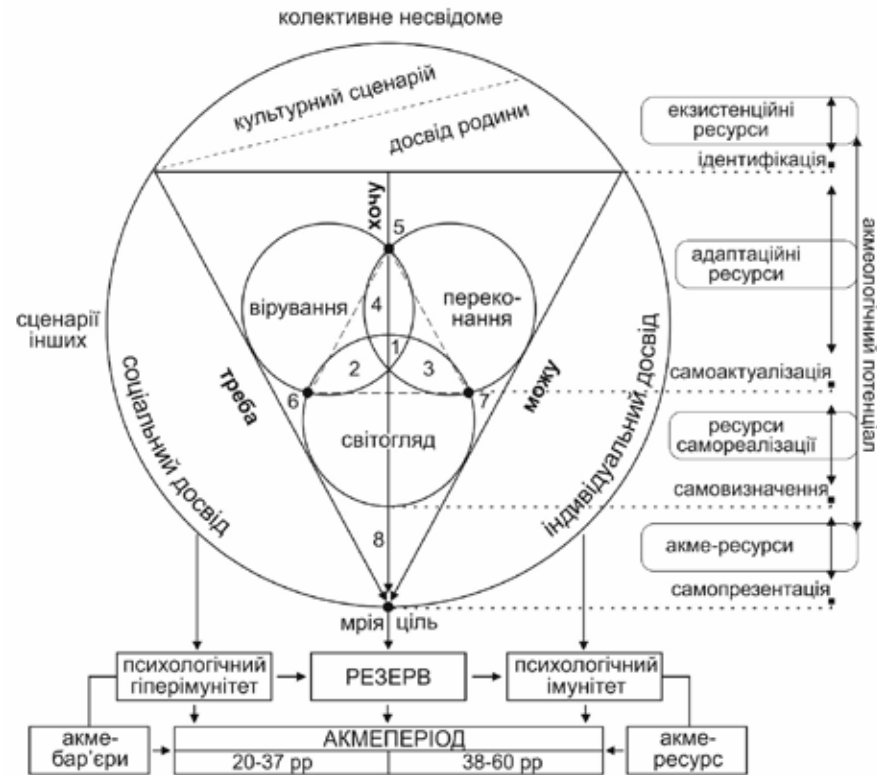 колективне несвідоме
культурний сценарій
досвід родини
екзистенційні
ресурси
ідентифікація
хочу
5
адаптаційні
ресурси
вірування
4
переко-
нання
акмеологічний потенціал
сценарії
інших
1
2
3
самоактуалізація
6
7
треба
можу
світогляд
ресурси
самореалізації
соціальний досвід
індивідуальний досвід
самовизначення
8
акме-ресурси
самопрезентація
мрія
ціль
психологічний
гіперімунітет
РЕЗЕРВ
психологічний
імунітет
акме-
бар’єри
АКМЕПЕРІОД
20-37 рр
38-60 рр
акме-
ресурс